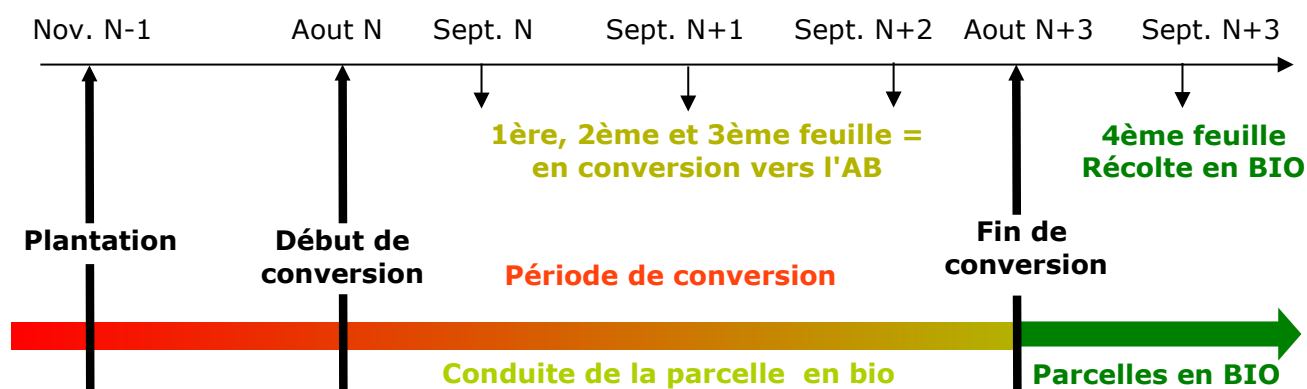 Nov. N-1 Aout N Sept. N Sept. N+1 Sept. N+2 Aout N+3 Sept. N+3
1ère, 2ème et 3ème feuille =
en conversion vers l'AB
4ème feuille
Récolte en BIO
Plantation
Début de
conversion
Période de conversion
Fin de
conversion
Conduite de la parcelle en bio
Parcelles en BIO